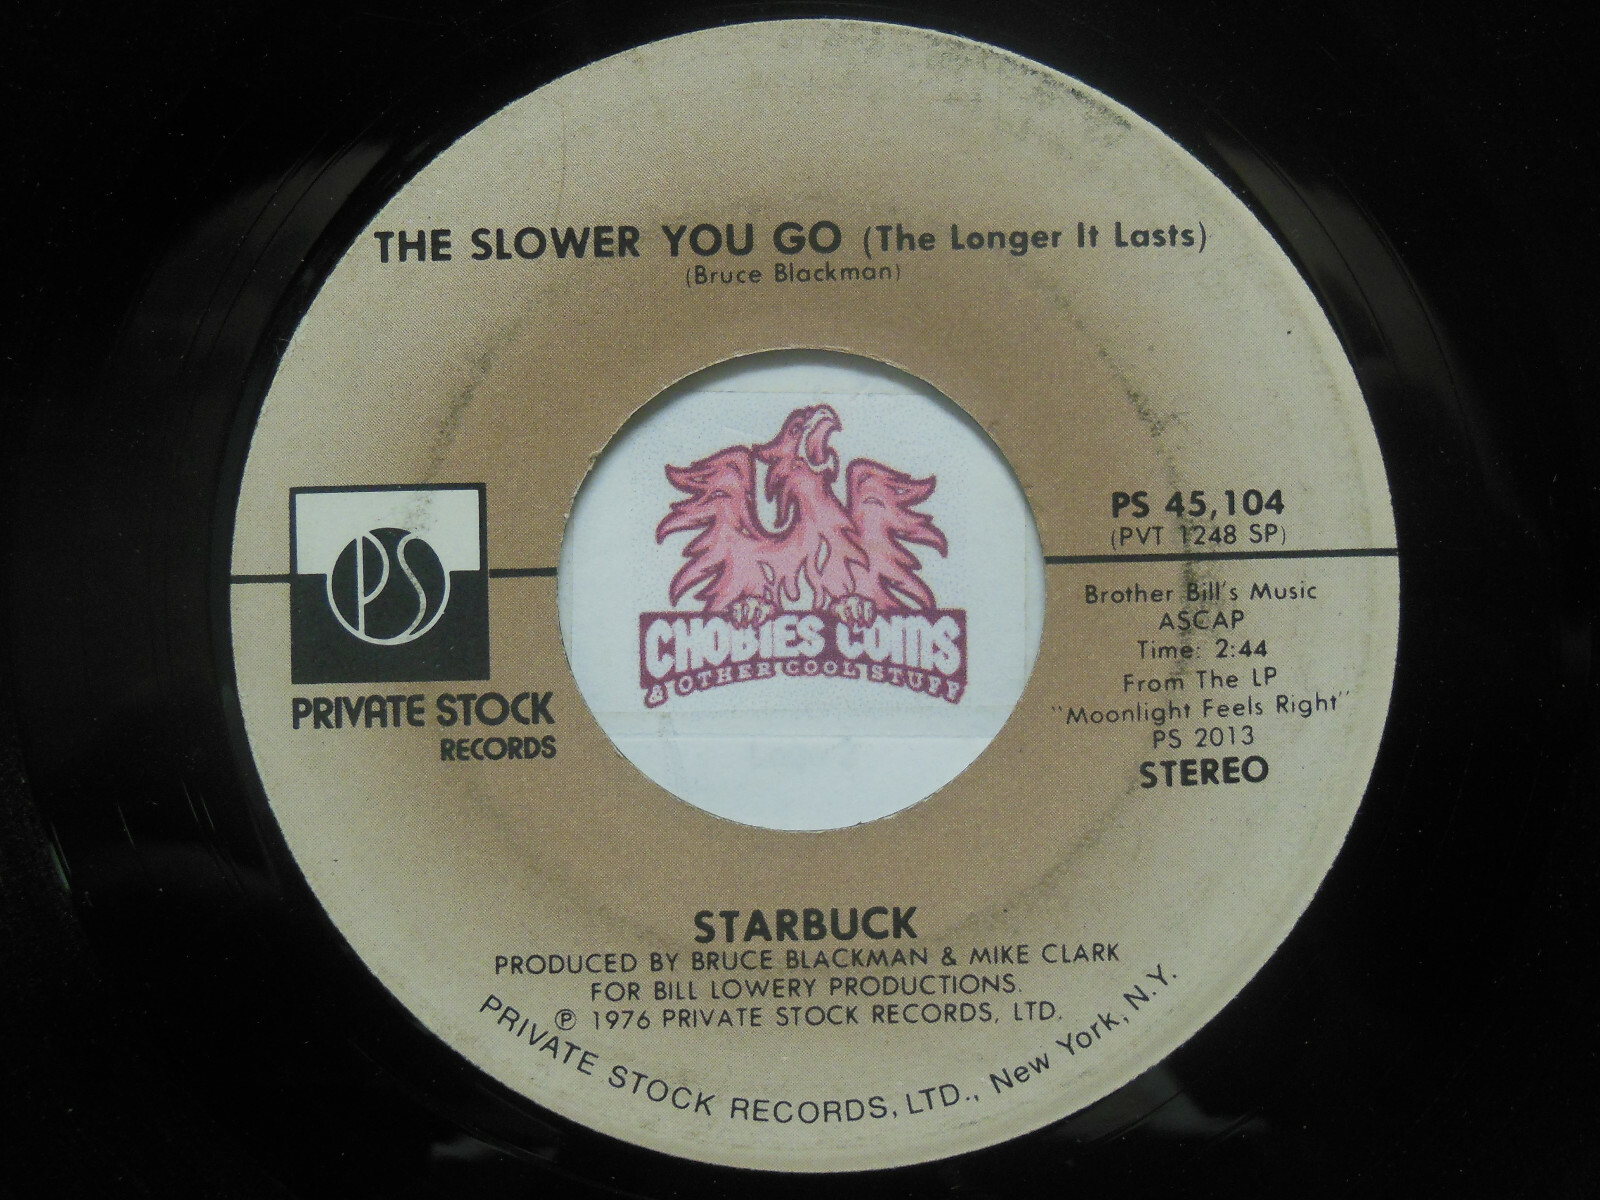 THE SLOWER YOU GO (The Longer It Lasts)
(Bruce Blackman)
PS
PRIVATE STOCK
RECORDS
CHOBIES COINS
& OTHER COOL STUFF
PS 45,104
(PVT 1248 SP)
Brother Bill's Music
ASCAP
Time: 2:44
From The LP
"Moonlight Feels Right"
PS 2013
STEREO
STARBUCK
PRODUCED BY BRUCE BLACKMAN & MIKE CLARK
FOR BILL LOWERY PRODUCTIONS.
℗ 1976 PRIVATE STOCK RECORDS, LTD.
PRIVATE STOCK RECORDS, LTD., New York, N.Y.